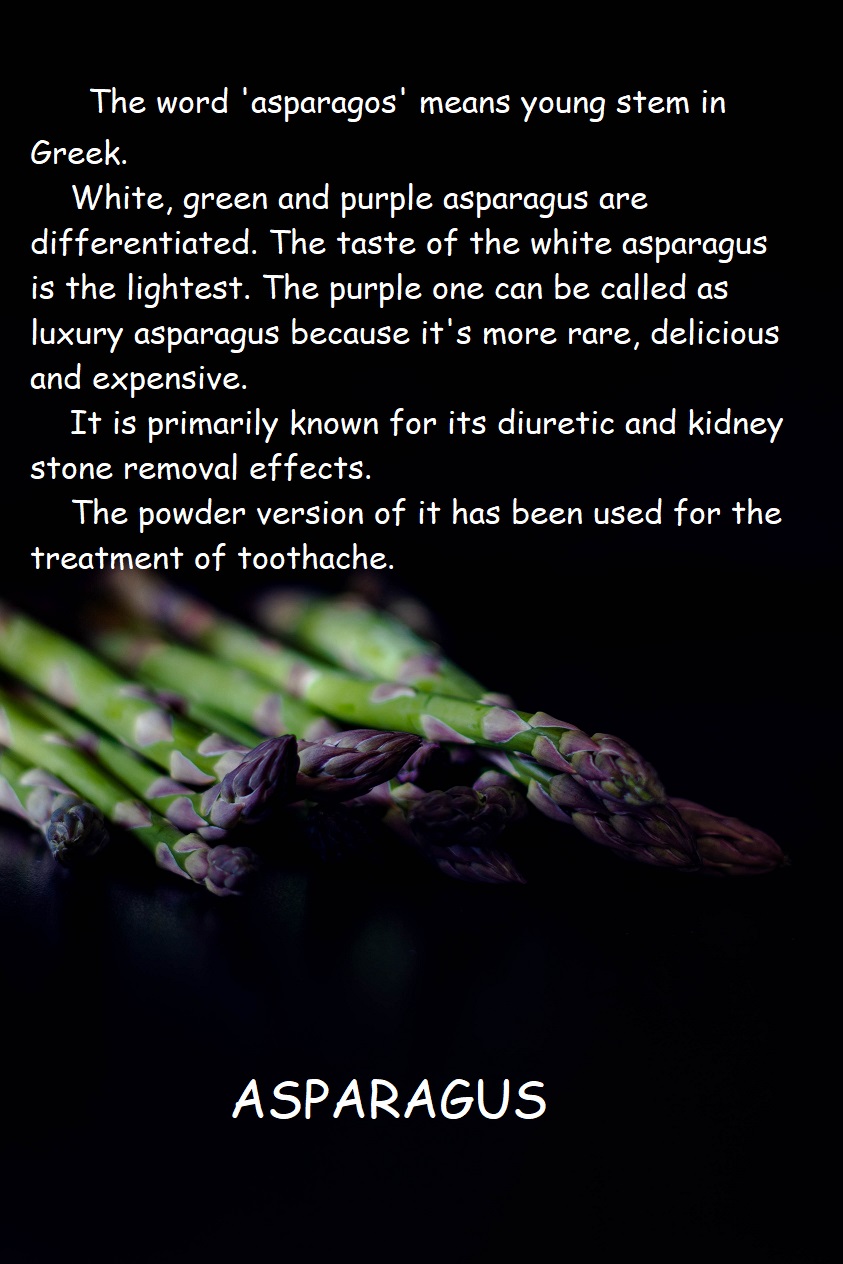 The word 'asparagos' means young stem in
Greek.
White, green and purple asparagus are
differentiated. The taste of the white asparagus
is the lightest. The purple one can be called as
luxury asparagus because it's more rare, delicious
and expensive.
It is primarily known for its diuretic and kidney
stone removal effects.
The powder version of it has been used for the
treatment of toothache.
ASPARAGUS